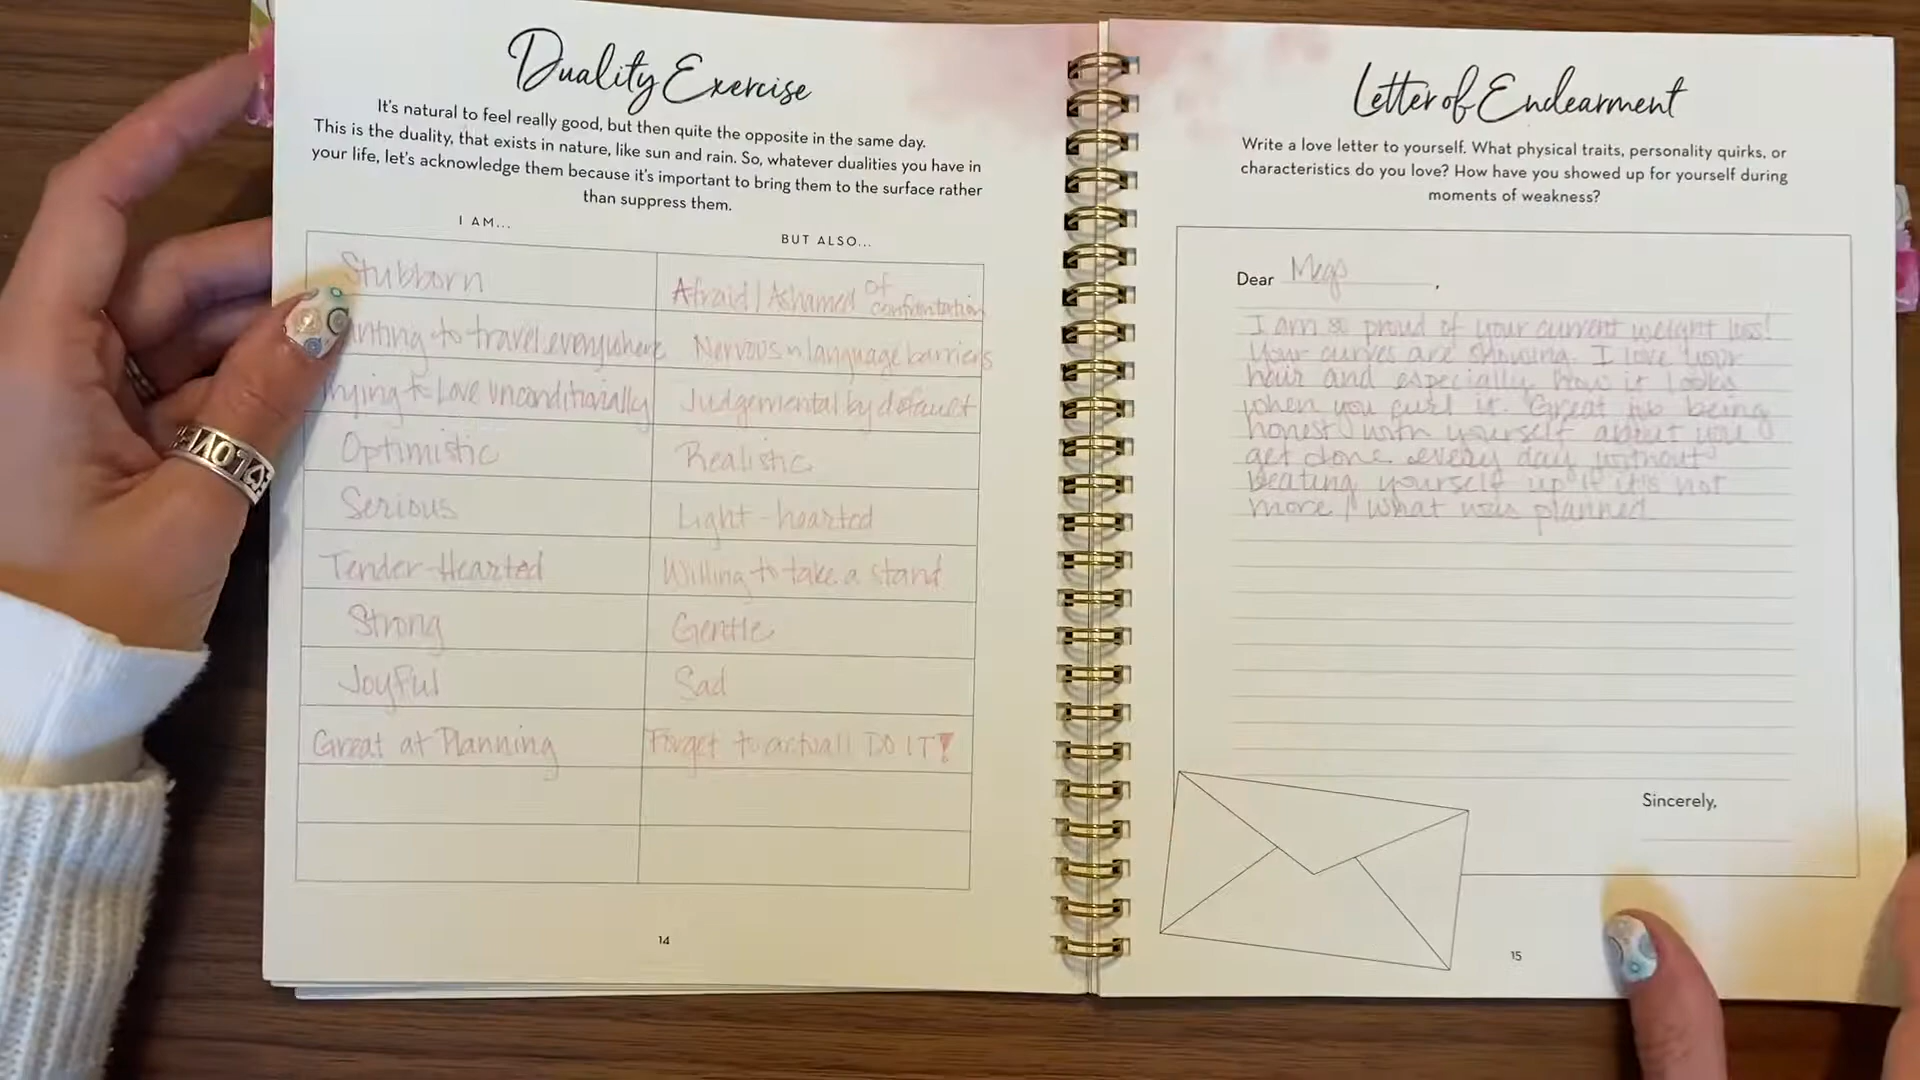 Duality Exercise
It's natural to feel really good, but then quite the opposite in the same day.
This is the duality, that exists in nature, like sun and rain. So, whatever dualities you have in
your life, let's acknowledge them because it's important to bring them to the surface rather
than suppress them.
I AM...
BUT ALSO...
Stubborn
Afraid / Ashamed of confrontation
to travel everywhere
Nervous n language barriers
Trying to Love Unconditionally
Judgemental by default
Optimistic
Realistic
Serious
Light-hearted
Tender-Hearted
Willing to take a stand
Strong
Gentle
Joyful
Sad
Great at Planning
Forget to actuall DO IT!
14
Letter of Endearment
Write a love letter to yourself. What physical traits, personality quirks, or
characteristics do you love? How have you showed up for yourself during
moments of weakness?
Dear Megs,
I am so proud of your current weight loss!
Your curves are showing. I love your
hair and especially how it looks
when you curl it. Great job being
honest with yourself about you
get done every day without
beating yourself up if it's not
more / what was planned
Sincerely,
15
LOVE